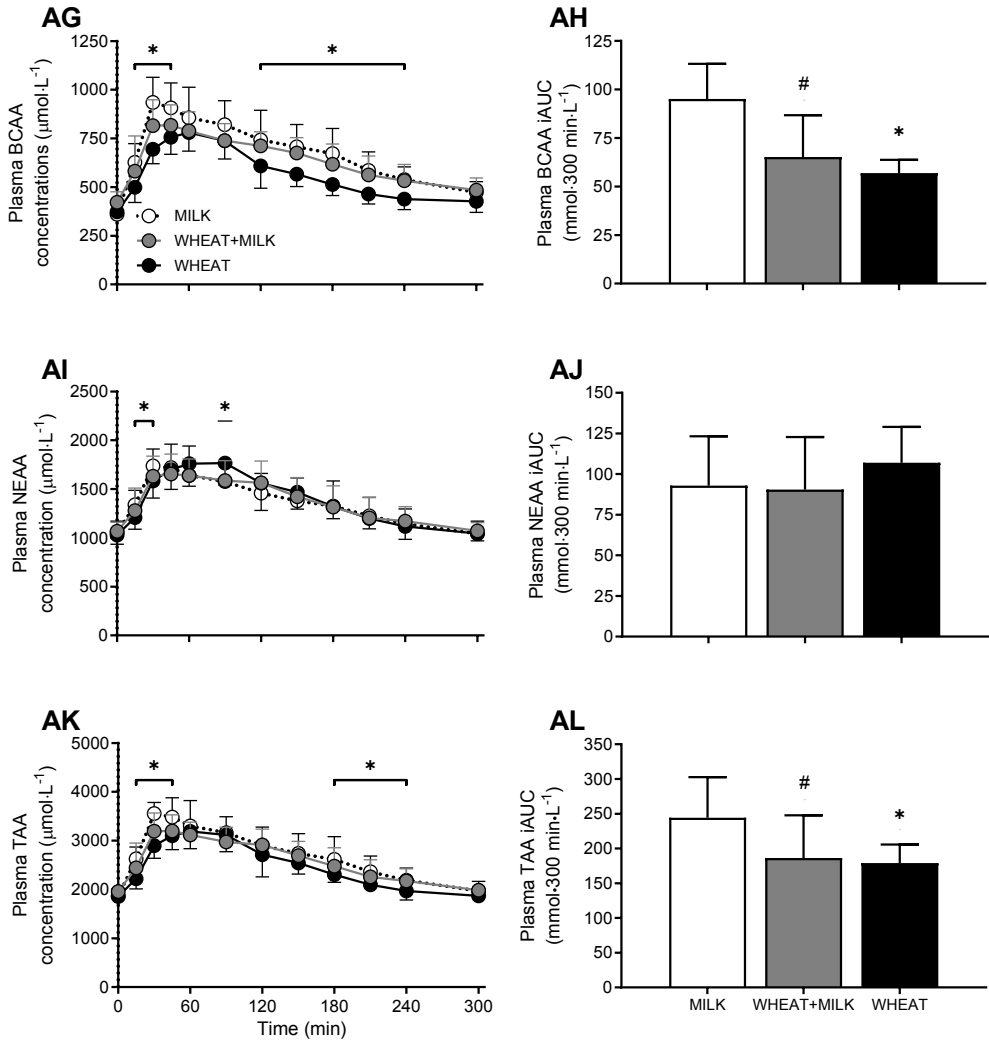 AG
Plasma BCAA
concentrations (μmol·L⁻¹)
1250
1000
750
500
250
0
*
*
MILK
WHEAT+MILK
WHEAT
AH
Plasma BCAA iAUC
(mmol·300 min·L⁻¹)
125
100
75
50
25
0
#
*
AI
Plasma NEAA
concentration (μmol·L⁻¹)
2500
2000
1500
1000
500
0
*
*
AJ
Plasma NEAA iAUC
(mmol·300 min·L⁻¹)
150
125
100
75
50
25
0
AK
Plasma TAA
concentration (μmol·L⁻¹)
5000
4000
3000
2000
1000
0
*
*
0 60 120 180 240 300
Time (min)
AL
Plasma TAA iAUC
(mmol·300 min·L⁻¹)
350
300
250
200
150
100
50
0
#
*
MILK WHEAT+MILK WHEAT